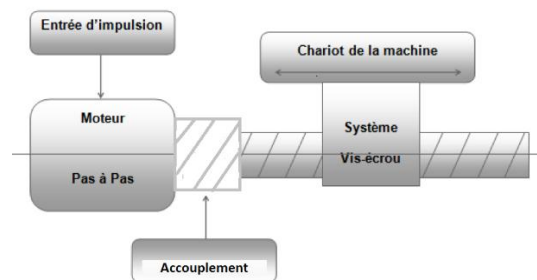 Entrée d’impulsion
Chariot de la machine
Moteur
Pas à Pas
Système
Vis-écrou
Accouplement